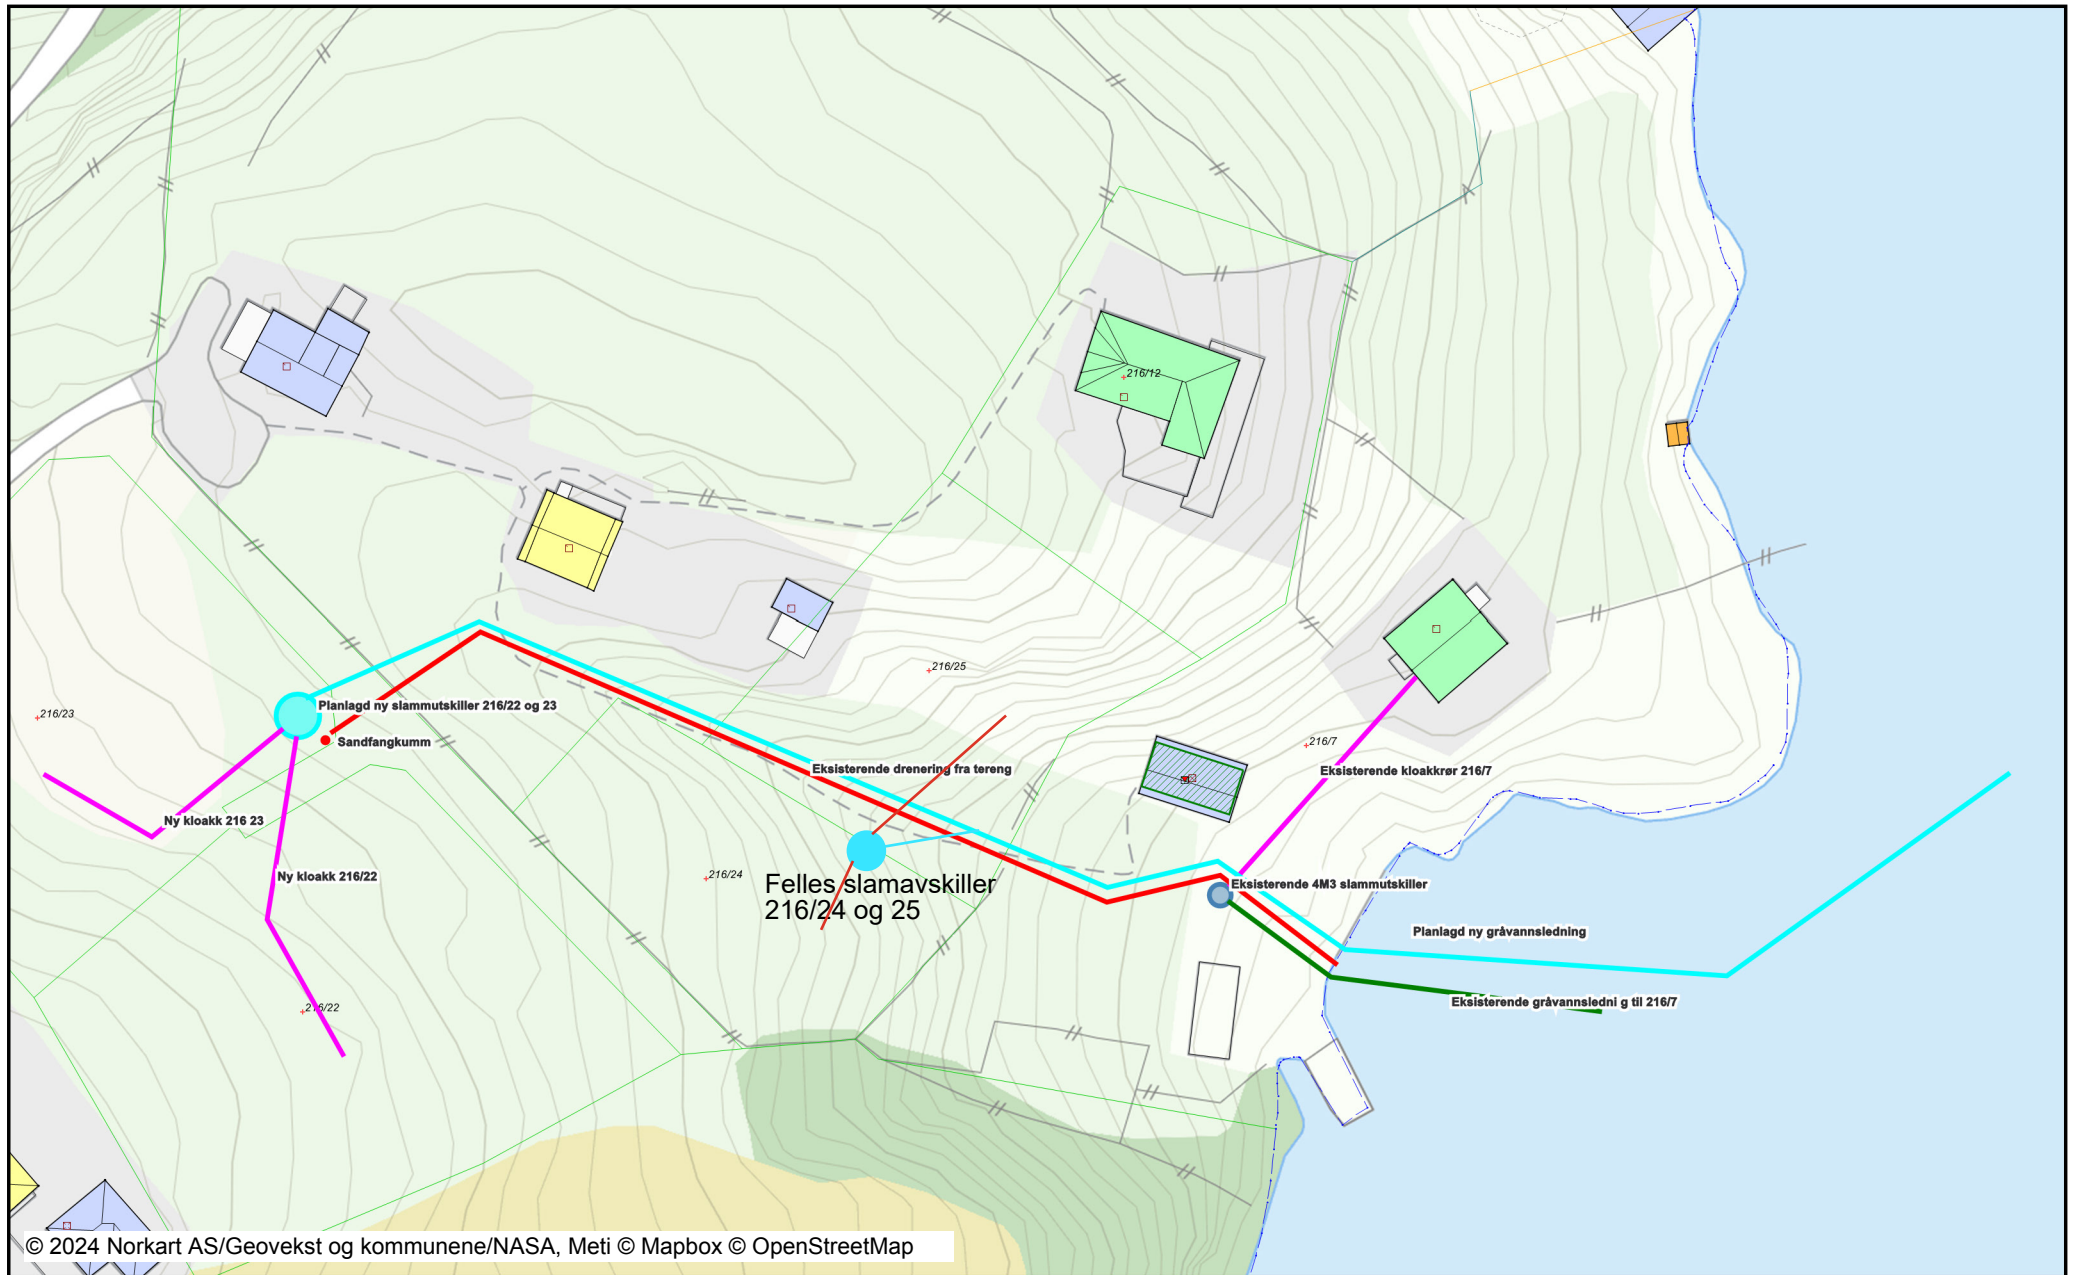 216/12
216/25
216/23
Planlagd ny slammutskiller 216/22 og 23
Sandfangkumm
216/7
Eksisterende drenering fra tereng
Eksisterende kloakkrør 216/7
Ny kloakk 216 23
Ny kloakk 216/22
216/24
Felles slamavskiller
216/24 og 25
Eksisterende 4M3 slammutskiller
Planlagd ny gråvannsledning
Eksisterende gråvannsledni g til 216/7
216/22
© 2024 Norkart AS/Geovekst og kommunene/NASA, Meti © Mapbox © OpenStreetMap